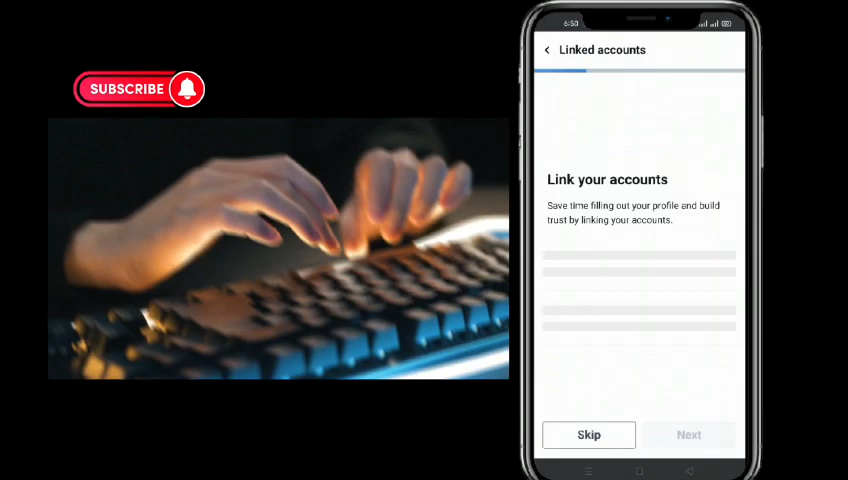 SUBSCRIBE
6:50
Linked accounts
Link your accounts
Save time filling out your profile and build
trust by linking your accounts.
Skip
Next